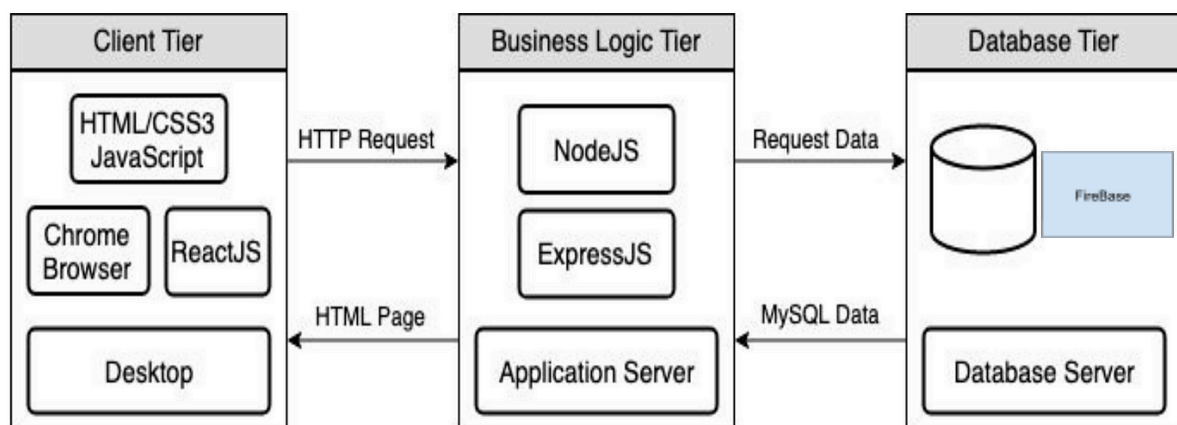 Client Tier
HTML/CSS3
JavaScript
Chrome
Browser
ReactJS
Desktop
HTTP Request
HTML Page
Business Logic Tier
NodeJS
ExpressJS
Application Server
Request Data
MySQL Data
Database Tier
FireBase
Database Server